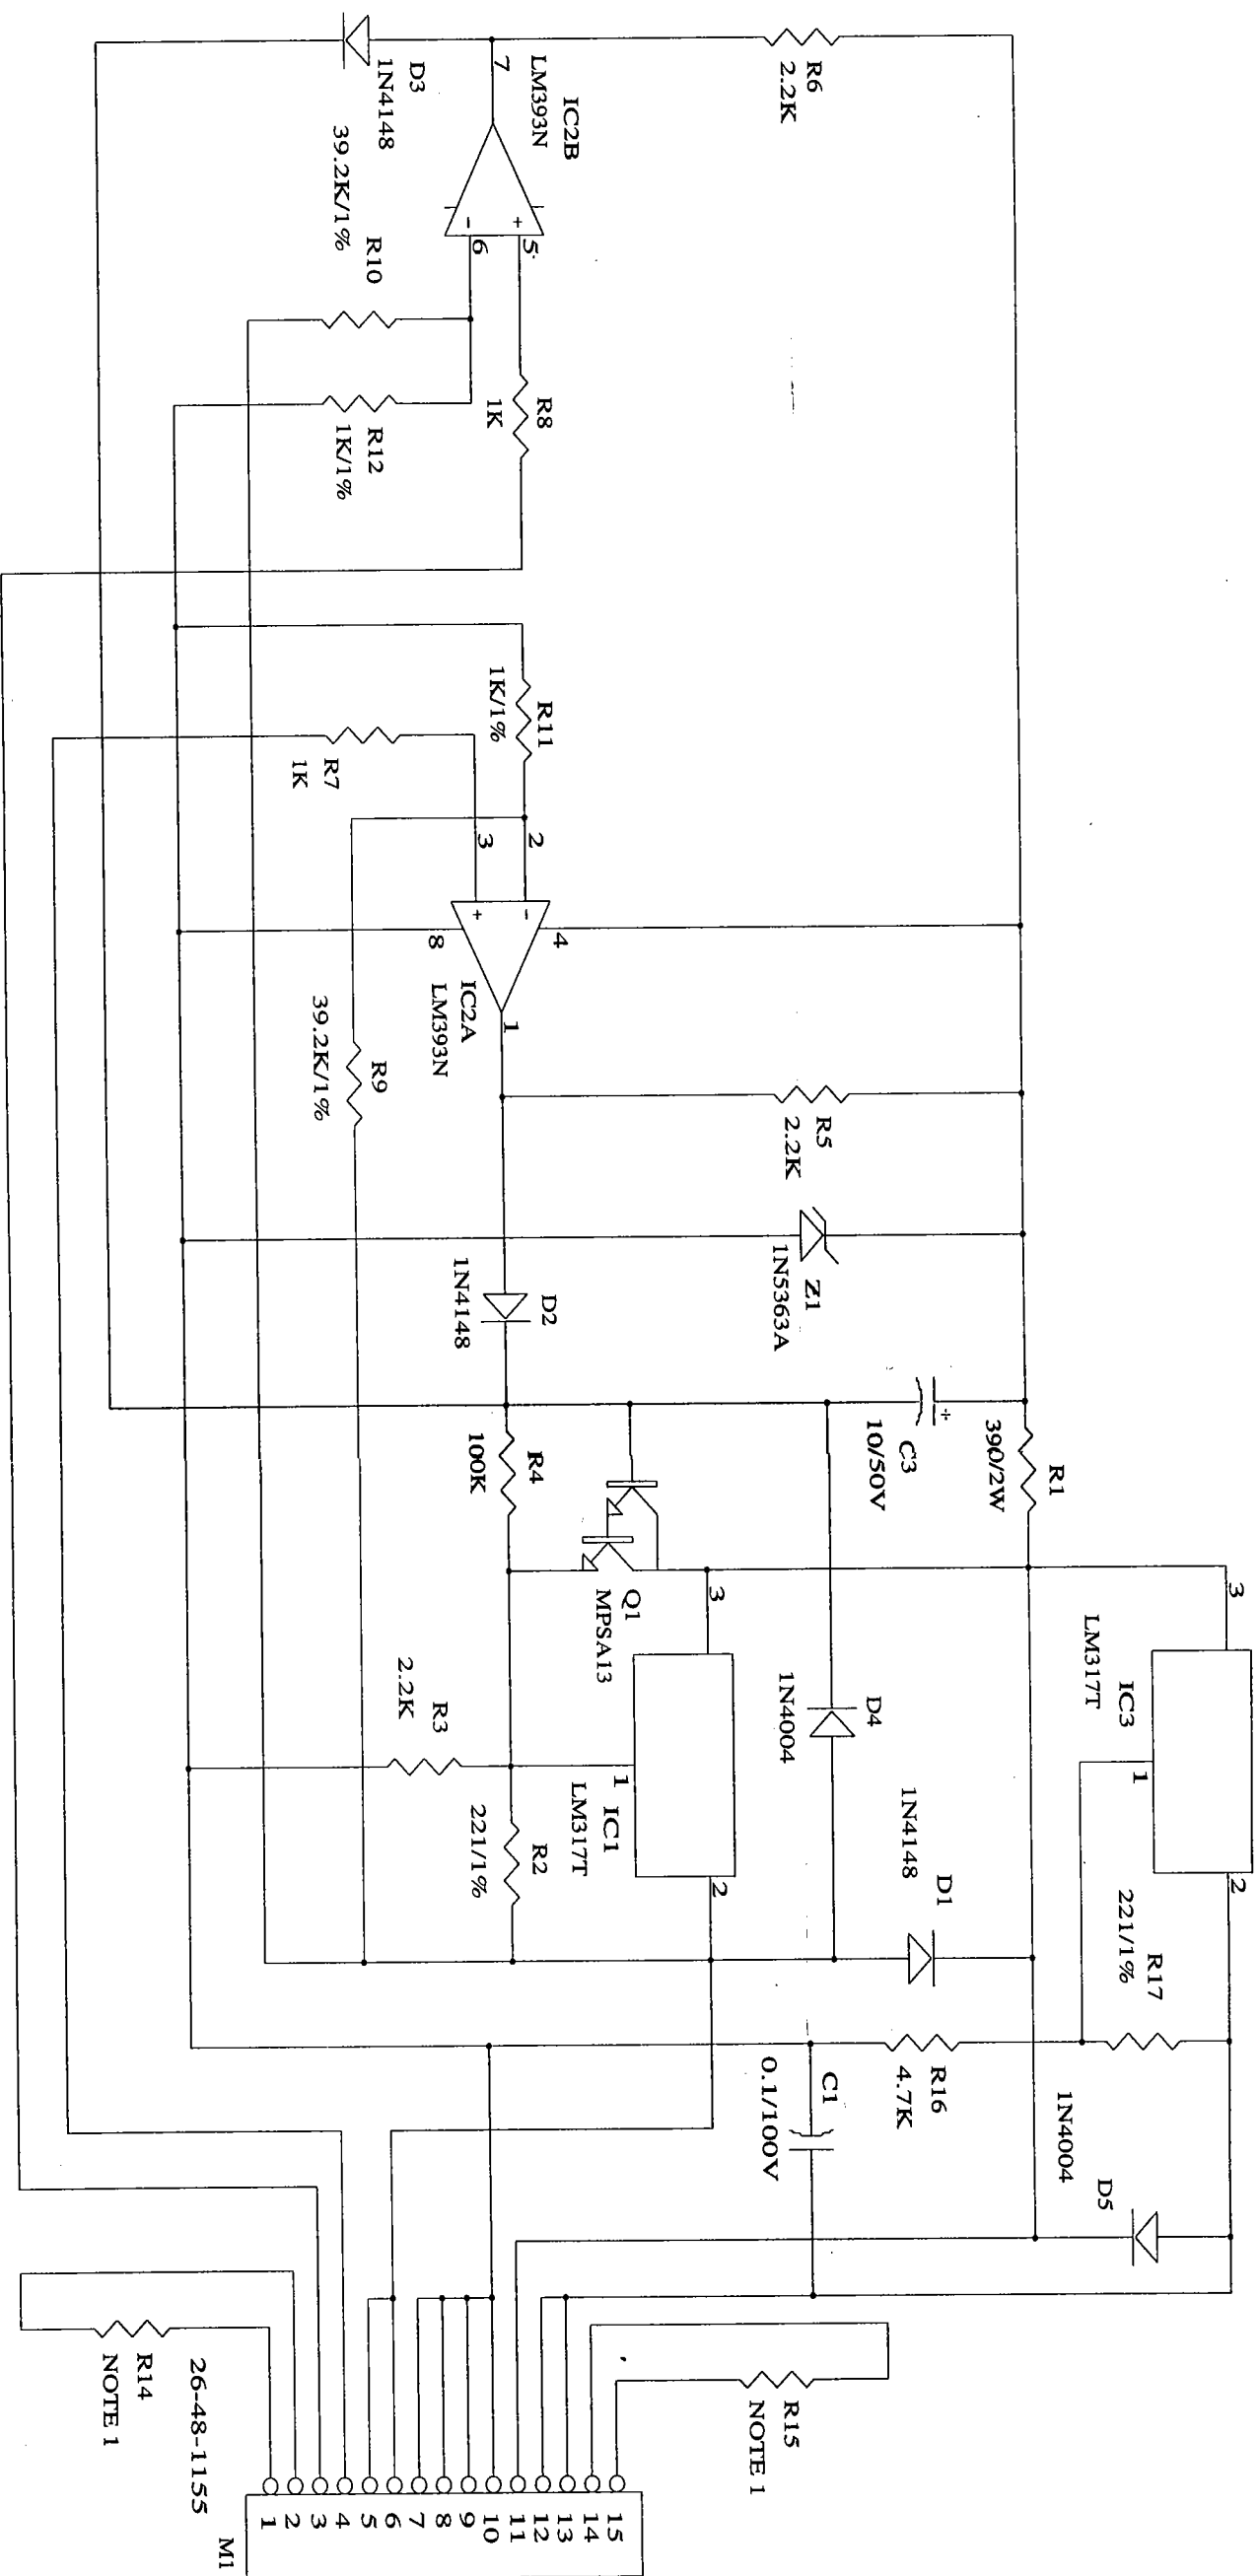 R6
2.2K
D3
1N4148
IC2B
LM393N
7
+
-
5
6
R10
39.2K/1%
R12
1K/1%
R8
1K
R11
1K/1%
R7
1K
2
3
-
+
4
8
1
IC2A
LM393N
R9
39.2K/1%
R5
2.2K
Z1
1N5363A
D2
1N4148
+
C3
10/50V
R1
390/2W
R4
100K
Q1
MPSA13
3
1
2
IC1
LM317T
R3
2.2K
R2
221/1%
D4
1N4004
D1
1N4148
3
IC3
LM317T
1
2
R17
221/1%
R16
4.7K
C1
0.1/100V
D5
1N4004
R15
NOTE 1
R14
NOTE 1
26-48-1155
15
14
13
12
11
10
9
8
7
6
5
4
3
2
1
M1